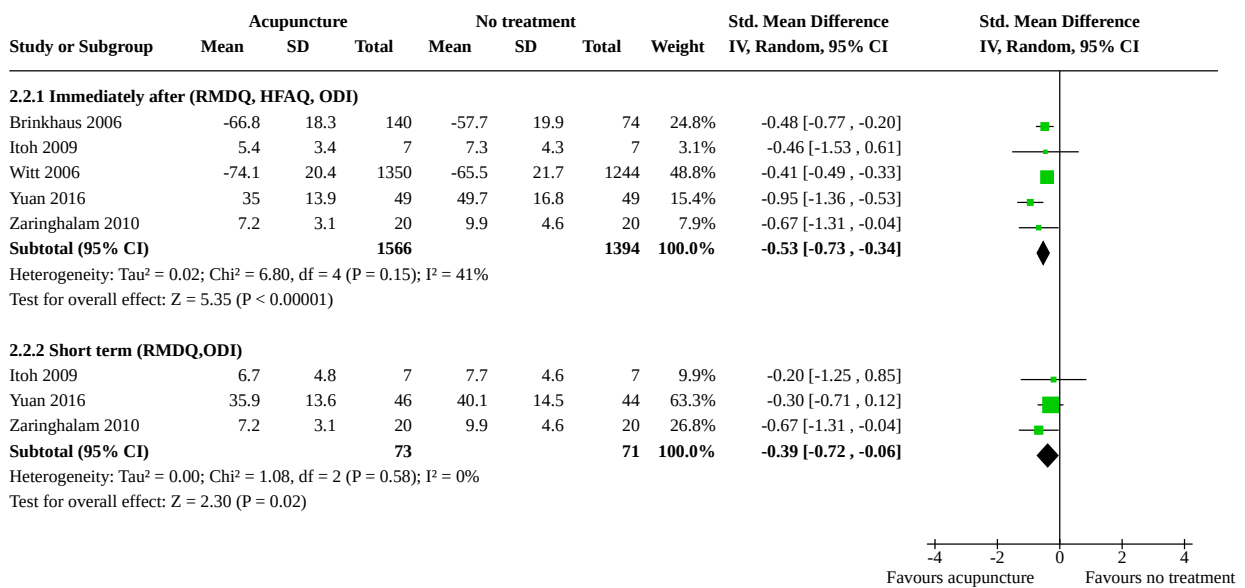 Acupuncture No treatment Std. Mean Difference Std. Mean Difference
Study or Subgroup Mean SD Total Mean SD Total Weight IV, Random, 95% CI IV, Random, 95% CI
2.2.1 Immediately after (RMDQ, HFAQ, ODI)
Brinkhaus 2006 -66.8 18.3 140 -57.7 19.9 74 24.8% -0.48 [-0.77 , -0.20]
Itoh 2009 5.4 3.4 7 7.3 4.3 7 3.1% -0.46 [-1.53 , 0.61]
Witt 2006 -74.1 20.4 1350 -65.5 21.7 1244 48.8% -0.41 [-0.49 , -0.33]
Yuan 2016 35 13.9 49 49.7 16.8 49 15.4% -0.95 [-1.36 , -0.53]
Zaringhalam 2010 7.2 3.1 20 9.9 4.6 20 7.9% -0.67 [-1.31 , -0.04]
Subtotal (95% CI) 1566 1394 100.0% -0.53 [-0.73 , -0.34]
Heterogeneity: Tau² = 0.02; Chi² = 6.80, df = 4 (P = 0.15); I² = 41%
Test for overall effect: Z = 5.35 (P < 0.00001)
2.2.2 Short term (RMDQ,ODI)
Itoh 2009 6.7 4.8 7 7.7 4.6 7 9.9% -0.20 [-1.25 , 0.85]
Yuan 2016 35.9 13.6 46 40.1 14.5 44 63.3% -0.30 [-0.71 , 0.12]
Zaringhalam 2010 7.2 3.1 20 9.9 4.6 20 26.8% -0.67 [-1.31 , -0.04]
Subtotal (95% CI) 73 71 100.0% -0.39 [-0.72 , -0.06]
Heterogeneity: Tau² = 0.00; Chi² = 1.08, df = 2 (P = 0.58); I² = 0%
Test for overall effect: Z = 2.30 (P = 0.02)
-4 -2 0 2 4
Favours acupuncture Favours no treatment